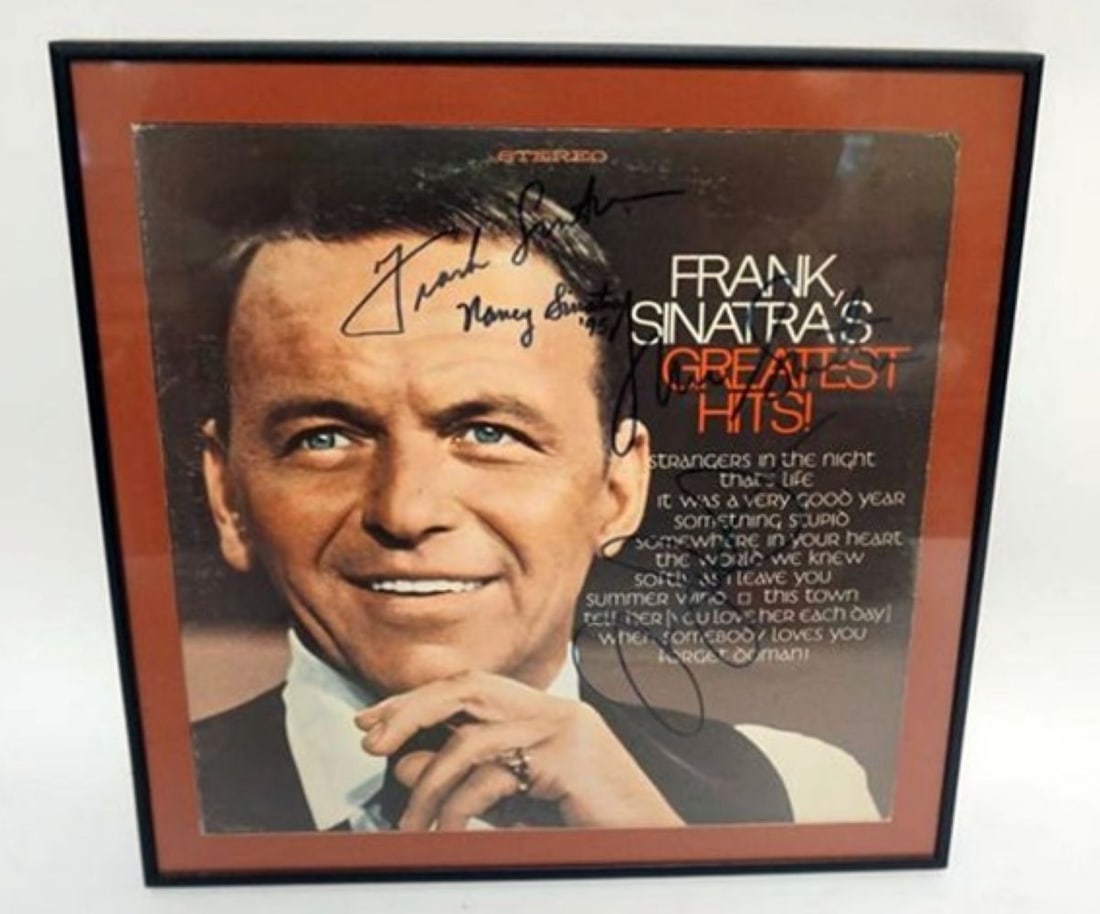 STEREO
Frank Sinatra
Nancy Sinatra
'95
FRANK
SINATRA'S
GREATEST
HITS!
STRANGERS IN THE NIGHT
THAT'S LIFE
IT WAS A VERY GOOD YEAR
SOMETHING STUPID
SOMEWHERE IN YOUR HEART
THE WORLD WE KNEW
SOFTLY AS I LEAVE YOU
SUMMER WIND □ THIS TOWN
TELL HER [YOU LOVE HER EACH DAY]
WHEN SOMEBODY LOVES YOU
FORGET DOMANI